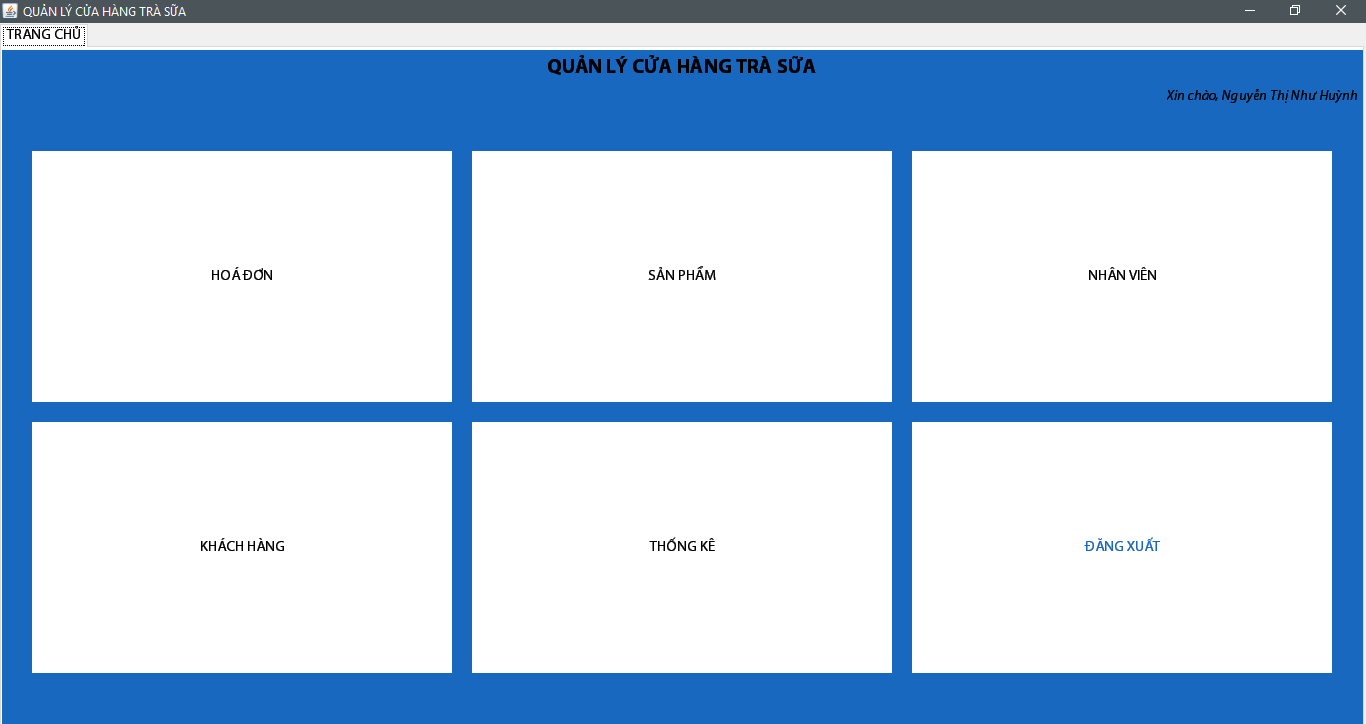 QUẢN LÝ CỬA HÀNG TRÀ SỮA
TRANG CHỦ
QUẢN LÝ CỬA HÀNG TRÀ SỮA
Xin chào, Nguyễn Thị Như Huỳnh
HOÁ ĐƠN
SẢN PHẨM
NHÂN VIÊN
KHÁCH HÀNG
THỐNG KÊ
ĐĂNG XUẤT